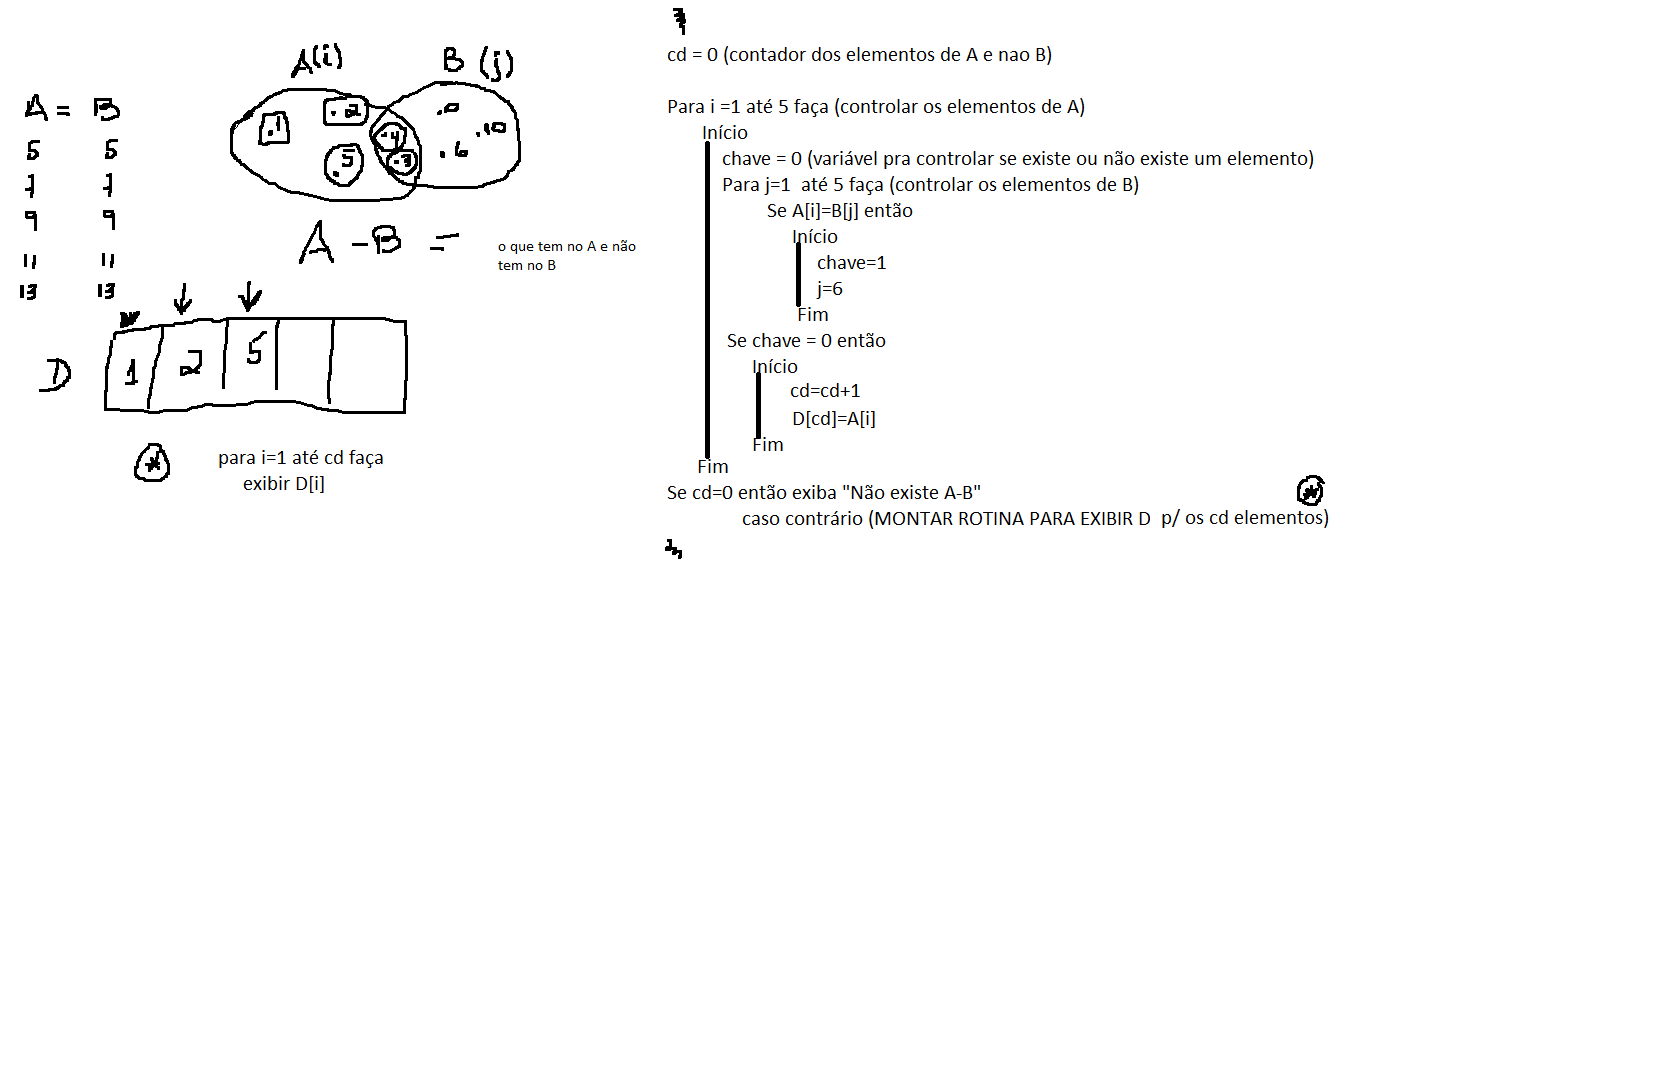 A = B
5 5
7 7
9 9
11 11
13 13
A(i) B (j)
.1 .2 .5 .4 .3 .0 .10 .6
A - B =
o que tem no A e não
tem no B
D 1 2 5
*
para i=1 até cd faça
exibir D[i]
cd = 0 (contador dos elementos de A e nao B)
Para i =1 até 5 faça (controlar os elementos de A)
Início
chave = 0 (variável pra controlar se existe ou não existe um elemento)
Para j=1 até 5 faça (controlar os elementos de B)
Se A[i]=B[j] então
Início
chave=1
j=6
Fim
Se chave = 0 então
Início
cd=cd+1
D[cd]=A[i]
Fim
Fim
Se cd=0 então exiba "Não existe A-B"
*
caso contrário (MONTAR ROTINA PARA EXIBIR D p/ os cd elementos)